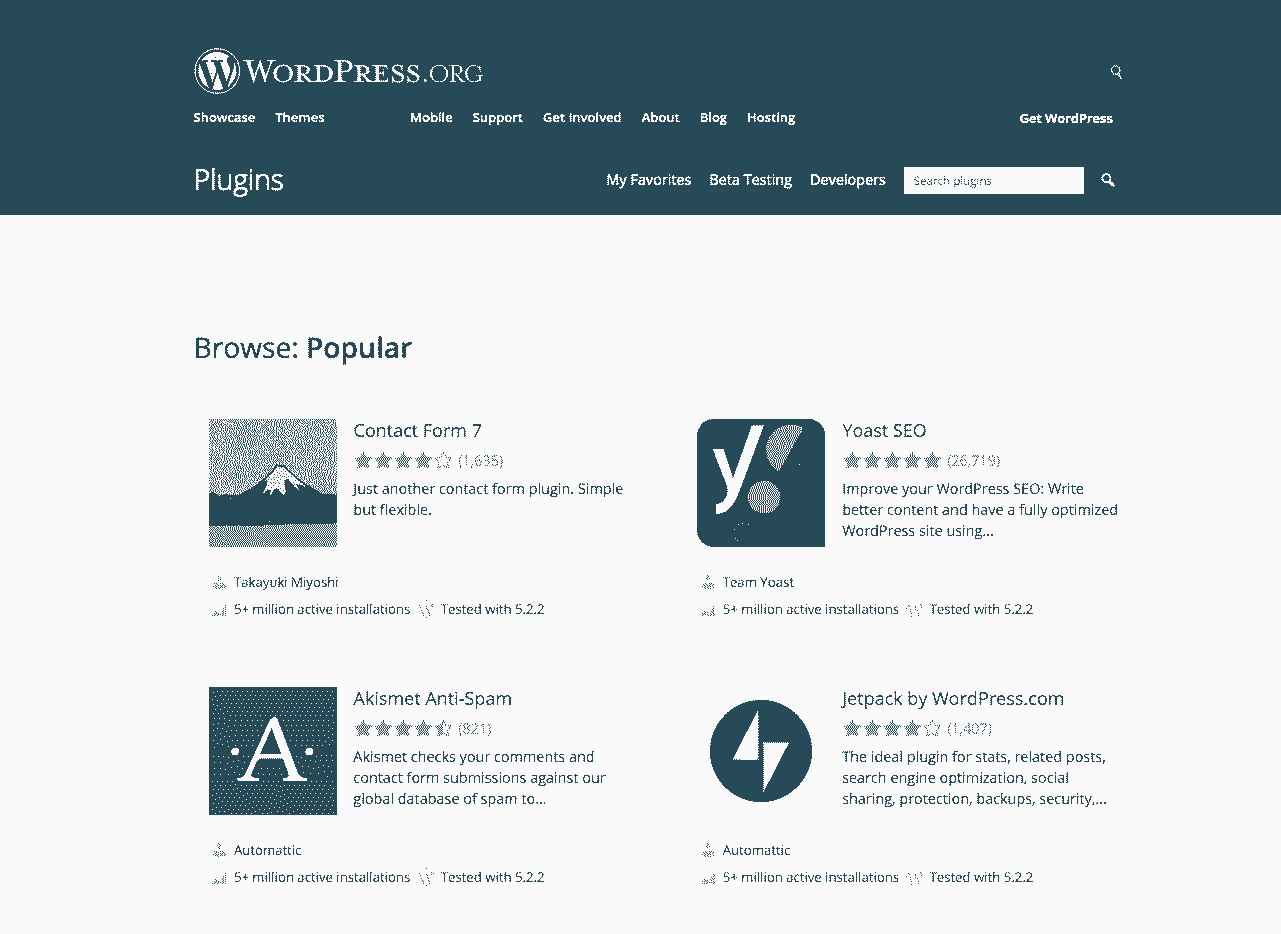 WORDPRESS.ORG
Showcase Themes Mobile Support Get Involved About Blog Hosting Get WordPress
Plugins My Favorites Beta Testing Developers Search plugins
Browse: Popular
Contact Form 7
(1,635)
Just another contact form plugin. Simple
but flexible.
Takayuki Miyoshi
5+ million active installations Tested with 5.2.2
Yoast SEO
(26,719)
Improve your WordPress SEO: Write
better content and have a fully optimized
WordPress site using...
Team Yoast
5+ million active installations Tested with 5.2.2
A
Akismet Anti-Spam
(821)
Akismet checks your comments and
contact form submissions against our
global database of spam to...
Automattic
5+ million active installations Tested with 5.2.2
Jetpack by WordPress.com
(1,407)
The ideal plugin for stats, related posts,
search engine optimization, social
sharing, protection, backups, security,...
Automattic
5+ million active installations Tested with 5.2.2